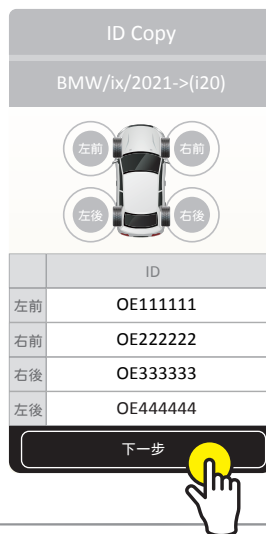 ID Copy
BMW/ix/2021->(i20)
左前 右前
左後 右後
ID
左前 OE111111
右前 OE222222
右後 OE333333
左後 OE444444
下一步